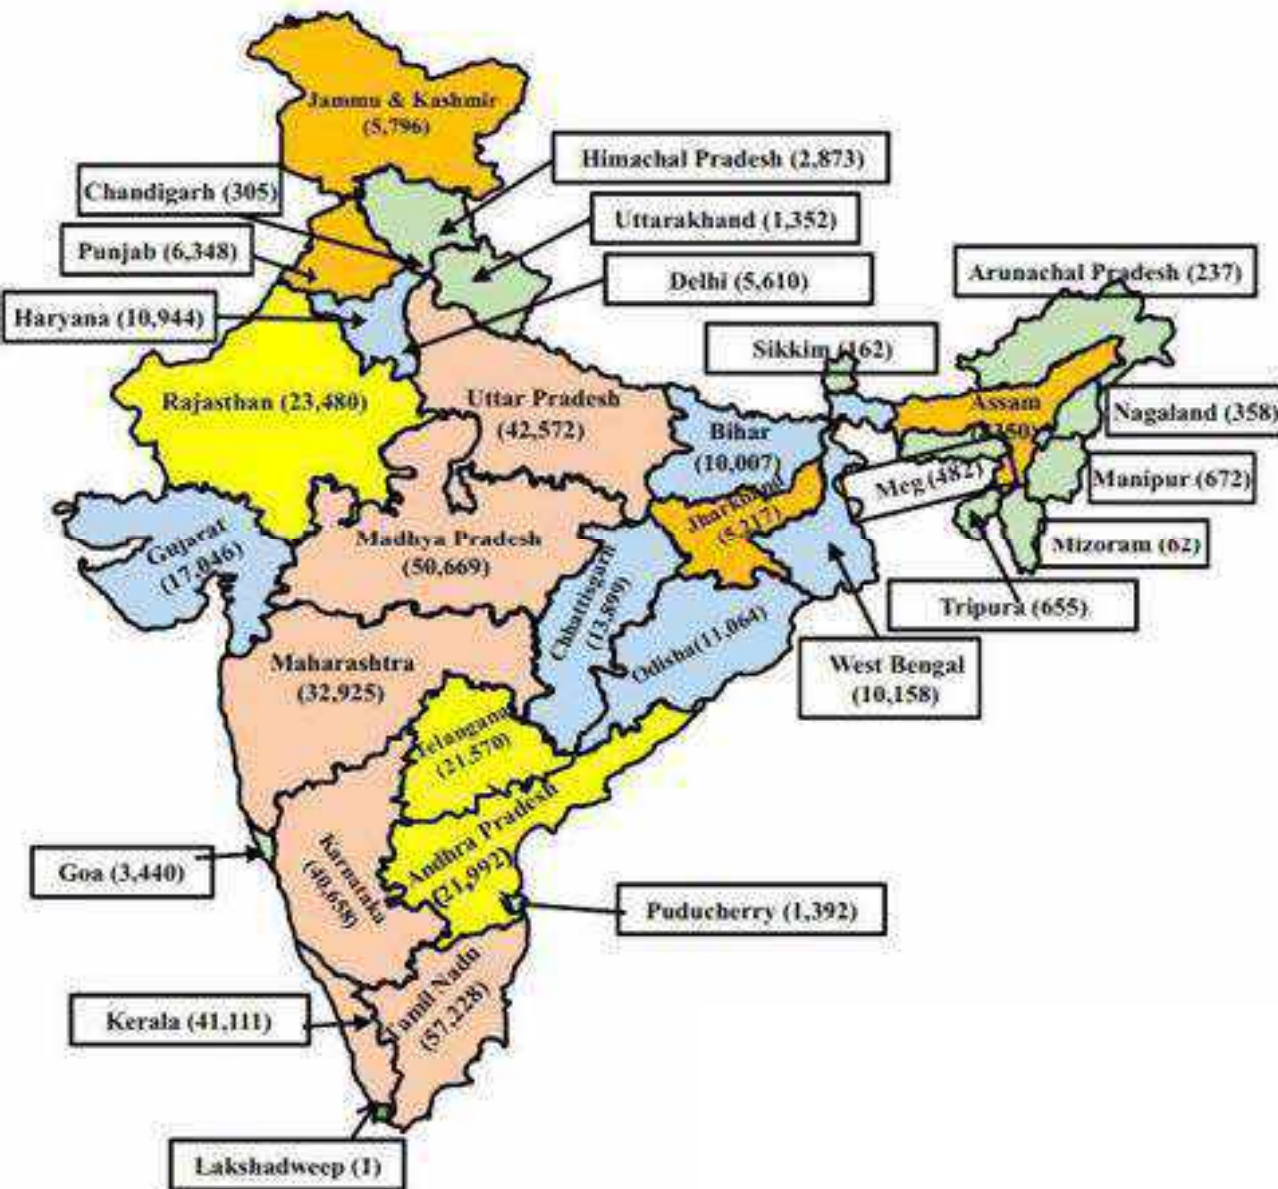 Jammu & Kashmir
(5,796)
Himachal Pradesh (2,873)
Chandigarh (305)
Uttarakhand (1,352)
Punjab (6,348)
Delhi (5,610)
Arunachal Pradesh (237)
Haryana (10,944)
Sikkim (162)
Rajasthan (23,480)
Uttar Pradesh
(42,572)
Assam
Nagaland (358)
Bihar
(10,007)
Meg (482)
Manipur (672)
Jharkhand
(5,217)
Gujarat
(17,046)
Madhya Pradesh
(50,669)
Mizoram (62)
Chhattisgarh
(13,899)
Tripura (655)
Odisha(11,064)
West Bengal
(10,158)
Maharashtra
(32,925)
Telangana
(21,570)
Andhra Pradesh
(21,992)
Karnataka
(40,658)
Goa (3,440)
Puducherry (1,392)
Tamil Nadu
(57,228)
Kerala (41,111)
Lakshadweep (1)